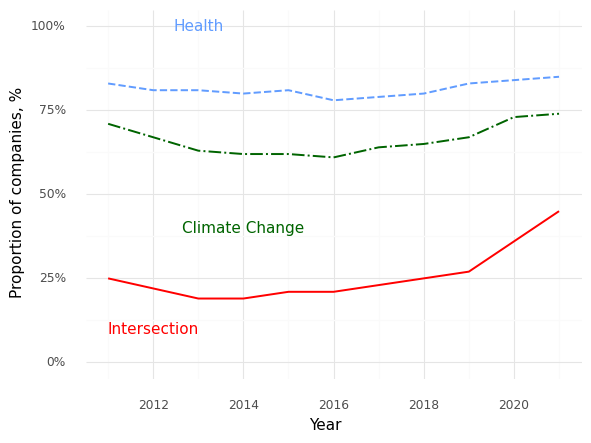 Health
100%
75%
50%
25%
0%
Proportion of companies, %
Climate Change
Intersection
2012 2014 2016 2018 2020
Year